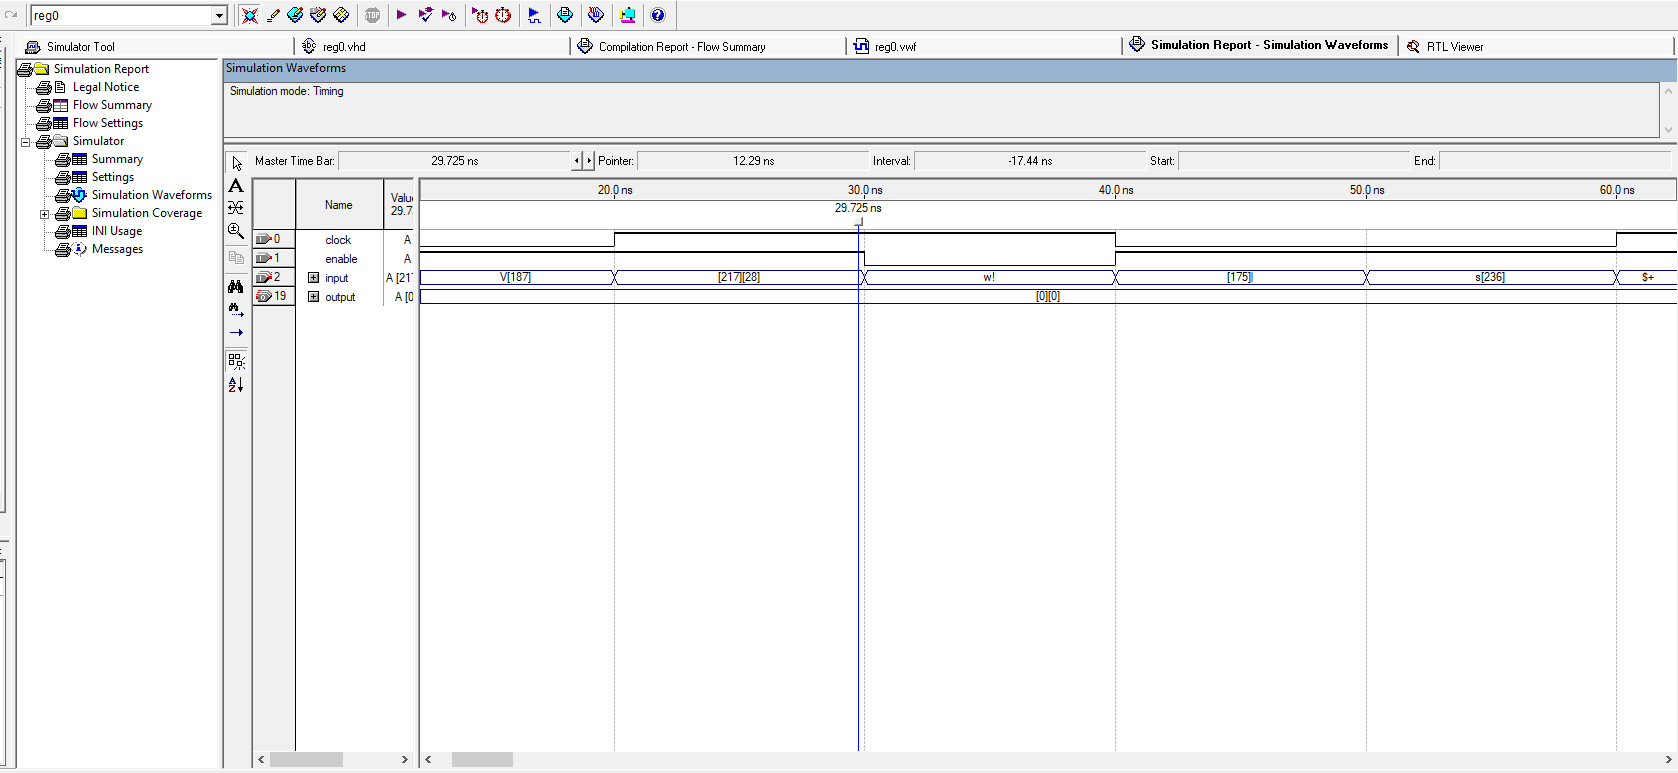 reg0
STOP
Simulator Tool
reg0.vhd
Compilation Report - Flow Summary
reg0.vwf
Simulation Report - Simulation Waveforms
RTL Viewer
Simulation Report
Legal Notice
Flow Summary
Flow Settings
Simulator
Summary
Settings
Simulation Waveforms
Simulation Coverage
INI Usage
Messages
Simulation Waveforms
Simulation mode: Timing
Master Time Bar: 29.725 ns Pointer: 12.29 ns Interval: -17.44 ns Start: End:
Name
20.0 ns 30.0 ns 40.0 ns 50.0 ns 60.0 ns
29.725 ns
0 clock A
1 enable A
2 input A [21 V[187] [217][28] w! [175]| s[236] $+
19 output A [0 [0][0]